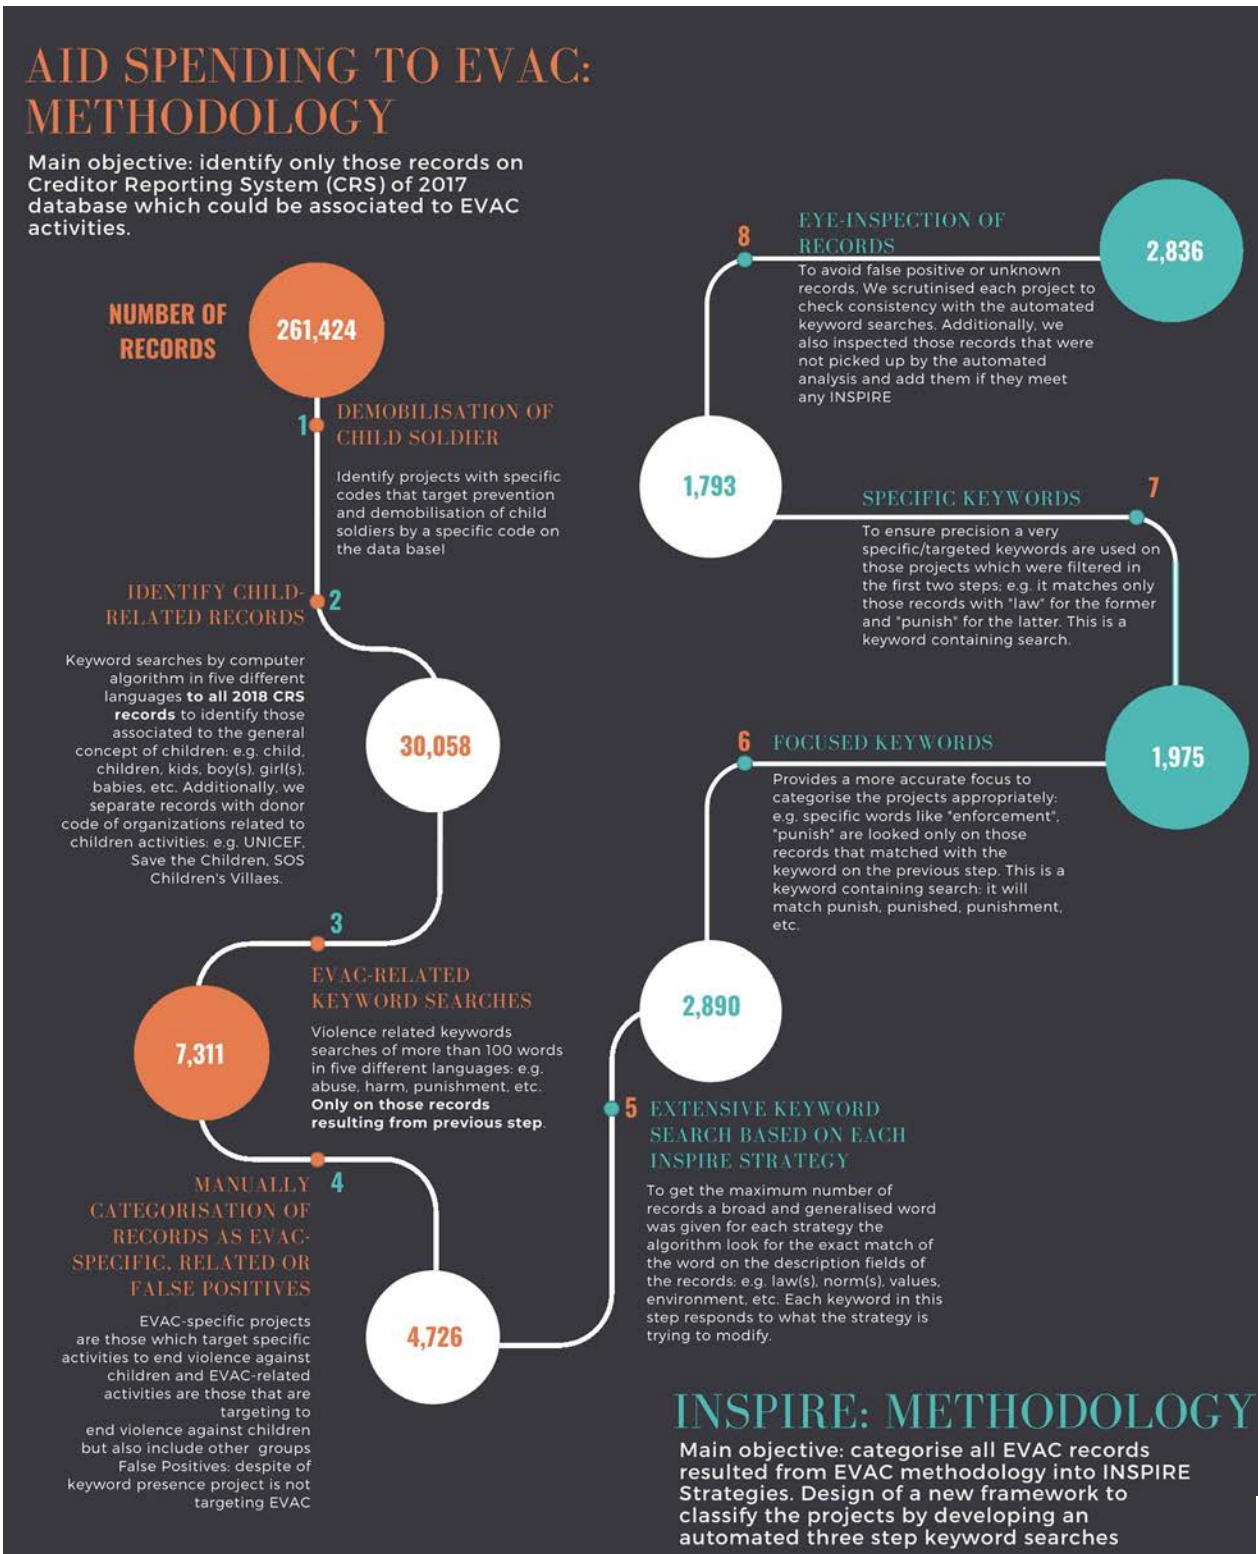 AID SPENDING TO EVAC:
METHODOLOGY
Main objective: identify only those records on
Creditor Reporting System (CRS) of 2017
database which could be associated to EVAC
activities.
NUMBER OF
RECORDS
261,424
1
DEMOBILISATION OF
CHILD SOLDIER
Identify projects with specific
codes that target prevention
and demobilisation of child
soldiers by a specific code on
the data basel
IDENTIFY CHILD-
RELATED RECORDS
2
Keyword searches by computer
algorithm in five different
languages to all 2018 CRS
records to identify those
associated to the general
concept of children: e.g. child,
children, kids, boy(s), girl(s),
babies, etc. Additionally, we
separate records with donor
code of organizations related to
children activities: e.g. UNICEF,
Save the Children, SOS
Children's Villaes.
30,058
3
EVAC-RELATED
KEYWORD SEARCHES
Violence related keywords
searches of more than 100 words
in five different languages: e.g.
abuse, harm, punishment, etc.
Only on those records
resulting from previous step.
7,311
4
MANUALLY
CATEGORISATION OF
RECORDS AS EVAC-
SPECIFIC, RELATED OR
FALSE POSITIVES
EVAC-specific projects
are those which target specific
activities to end violence against
children and EVAC-related
activities are those that are
targeting to
end violence against children
but also include other groups
False Positives: despite of
keyword presence project is not
targeting EVAC
4,726
5
EXTENSIVE KEYWORD
SEARCH BASED ON EACH
INSPIRE STRATEGY
To get the maximum number of
records a broad and generalised word
was given for each strategy the
algorithm look for the exact match of
the word on the description fields of
the records: e.g. law(s), norm(s), values,
environment, etc. Each keyword in this
step responds to what the strategy is
trying to modify.
2,890
6
FOCUSED KEYWORDS
Provides a more accurate focus to
categorise the projects appropriately:
e.g. specific words like "enforcement",
"punish" are looked only on those
records that matched with the
keyword on the previous step. This is a
keyword containing search: it will
match punish, punished, punishment,
etc.
1,975
7
SPECIFIC KEYWORDS
To ensure precision a very
specific/targeted keywords are used on
those projects which were filtered in
the first two steps; e.g. it matches only
those records with "law" for the former
and "punish" for the latter. This is a
keyword containing search.
1,793
8
EYE-INSPECTION OF
RECORDS
To avoid false positive or unknown
records. We scrutinised each project to
check consistency with the automated
keyword searches. Additionally, we
also inspected those records that were
not picked up by the automated
analysis and add them if they meet
any INSPIRE
2,836
INSPIRE: METHODOLOGY
Main objective: categorise all EVAC records
resulted from EVAC methodology into INSPIRE
Strategies. Design of a new framework to
classify the projects by developing an
automated three step keyword searches